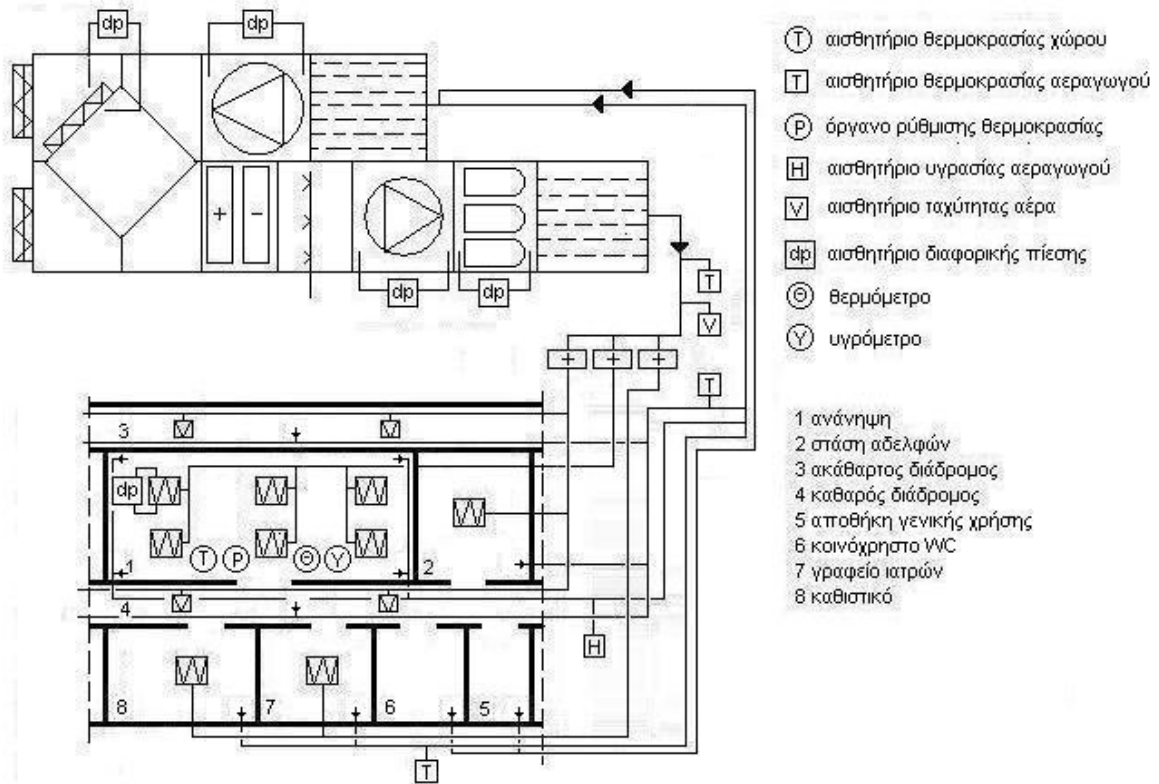 dp
dp
+
−
dp
dp
T
V
+
+
+
T
3
dp
T
P
Θ
Υ
1
2
4
H
8
7
6
5
T
T αισθητήριο θερμοκρασίας χώρου
T αισθητήριο θερμοκρασίας αεραγωγού
P όργανο ρύθμισης θερμοκρασίας
H αισθητήριο υγρασίας αεραγωγού
V αισθητήριο ταχύτητας αέρα
dp αισθητήριο διαφορικής πίεσης
Θ θερμόμετρο
Υ υγρόμετρο
1 ανάνηψη
2 στάση αδελφών
3 ακάθαρτος διάδρομος
4 καθαρός διάδρομος
5 αποθήκη γενικής χρήσης
6 κοινόχρηστο WC
7 γραφείο ιατρών
8 καθιστικό